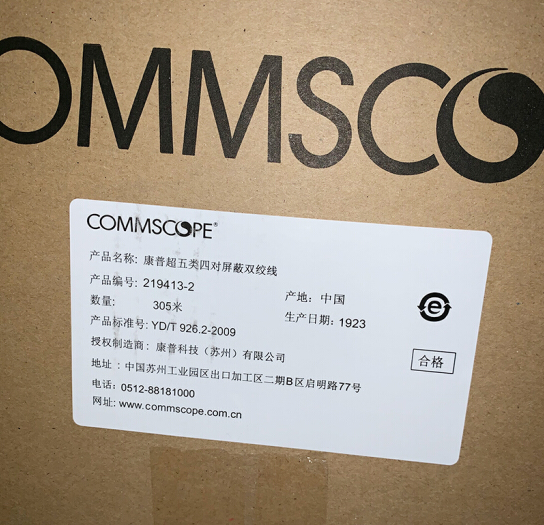 OMMSCO
COMMSCOPE®
产品名称: 康普超五类四对屏蔽双绞线
产品编号: 219413-2
产地: 中国
数量: 305米
生产日期: 1923
产品标准号: YD/T 926.2-2009
授权制造商: 康普科技（苏州）有限公司
合格
地址: 中国苏州工业园区出口加工区二期B区启明路77号
电话: 0512-88181000
网址: www.commscope.com.cn
e